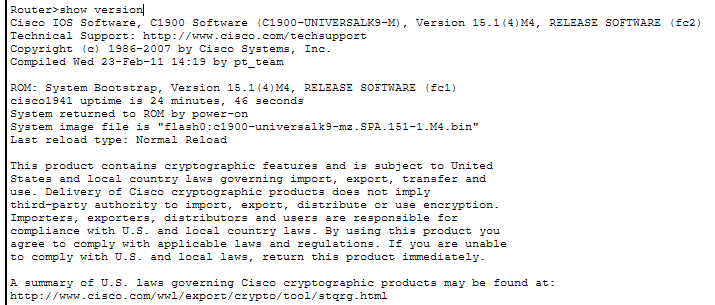 Router>show version
Cisco IOS Software, C1900 Software (C1900-UNIVERSALK9-M), Version 15.1(4)M4, RELEASE SOFTWARE (fc2)
Technical Support: http://www.cisco.com/techsupport
Copyright (c) 1986-2007 by Cisco Systems, Inc.
Compiled Wed 23-Feb-11 14:19 by pt_team
ROM: System Bootstrap, Version 15.1(4)M4, RELEASE SOFTWARE (fc1)
cisco1941 uptime is 24 minutes, 46 seconds
System returned to ROM by power-on
System image file is "flash0:c1900-universalk9-mz.SPA.151-1.M4.bin"
Last reload type: Normal Reload
This product contains cryptographic features and is subject to United
States and local country laws governing import, export, transfer and
use. Delivery of Cisco cryptographic products does not imply
third-party authority to import, export, distribute or use encryption.
Importers, exporters, distributors and users are responsible for
compliance with U.S. and local country laws. By using this product you
agree to comply with applicable laws and regulations. If you are unable
to comply with U.S. and local laws, return this product immediately.
A summary of U.S. laws governing Cisco cryptographic products may be found at:
http://www.cisco.com/wwl/export/crypto/tool/stqrg.html